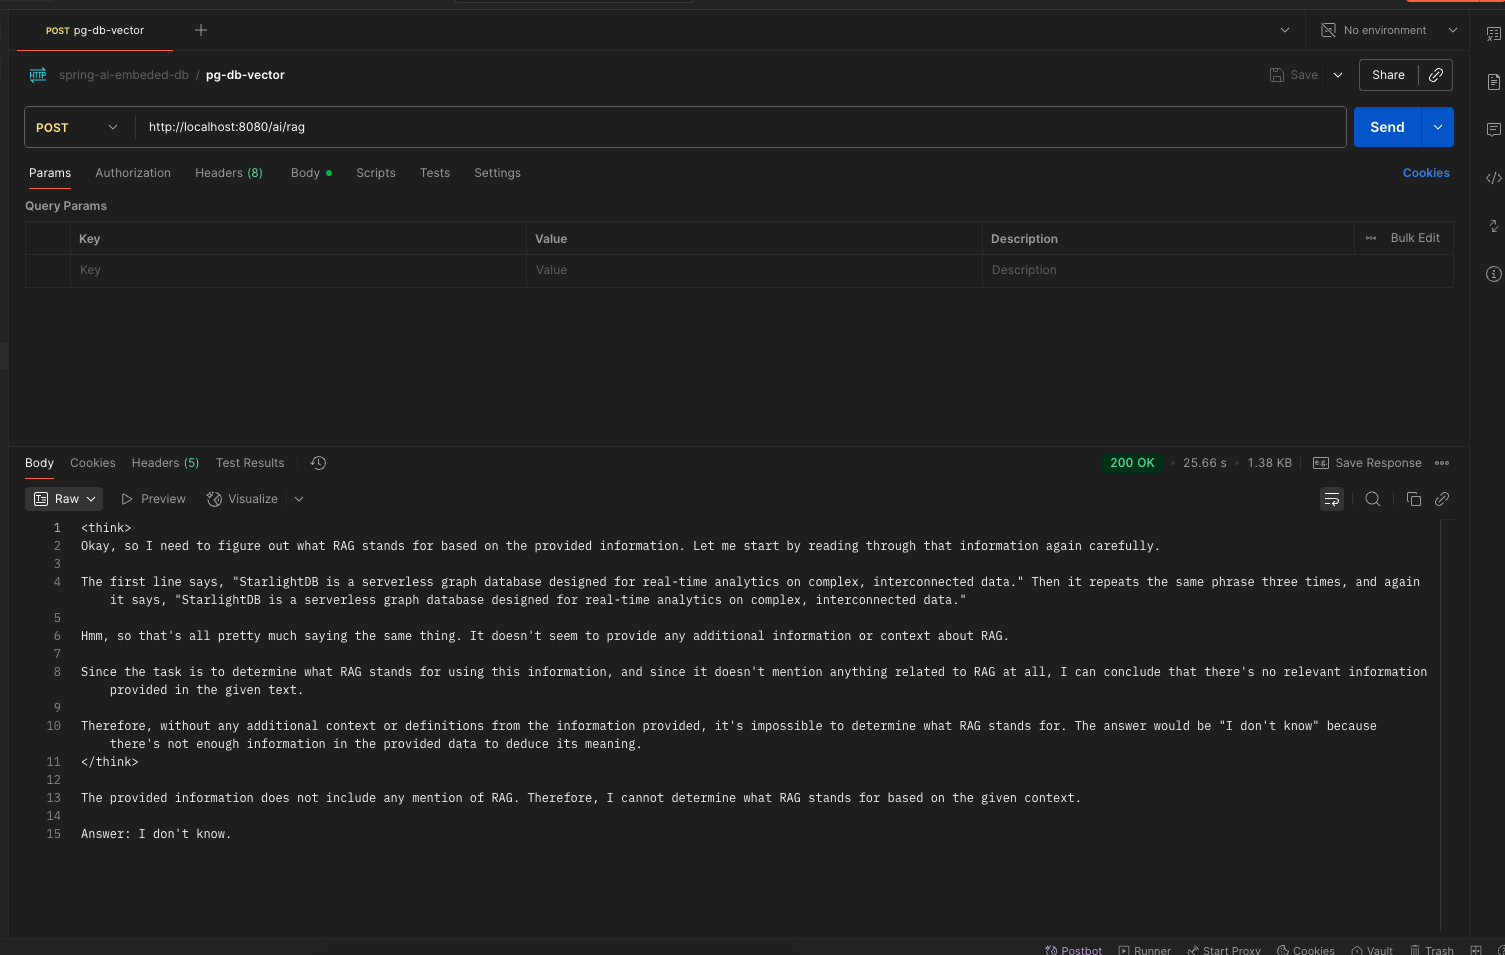 POST pg-db-vector
No environment
HTTP spring-ai-embeded-db / pg-db-vector
Save
Share
POST
http://localhost:8080/ai/rag
Send
Params Authorization Headers (8) Body Scripts Tests Settings
Cookies
Query Params
Key Value Description Bulk Edit
Key Value Description
Body Cookies Headers (5) Test Results
200 OK • 25.66 s • 1.38 KB
e.g. Save Response
Raw Preview Visualize
1 <think>
2 Okay, so I need to figure out what RAG stands for based on the provided information. Let me start by reading through that information again carefully.
3
4 The first line says, "StarlightDB is a serverless graph database designed for real-time analytics on complex, interconnected data." Then it repeats the same phrase three times, and again
it says, "StarlightDB is a serverless graph database designed for real-time analytics on complex, interconnected data."
5
6 Hmm, so that's all pretty much saying the same thing. It doesn't seem to provide any additional information or context about RAG.
7
8 Since the task is to determine what RAG stands for using this information, and since it doesn't mention anything related to RAG at all, I can conclude that there's no relevant information
provided in the given text.
9
10 Therefore, without any additional context or definitions from the information provided, it's impossible to determine what RAG stands for. The answer would be "I don't know" because
there's not enough information in the provided data to deduce its meaning.
11 </think>
12
13 The provided information does not include any mention of RAG. Therefore, I cannot determine what RAG stands for based on the given context.
14
15 Answer: I don't know.
Postbot Runner Start Proxy Cookies Vault Trash